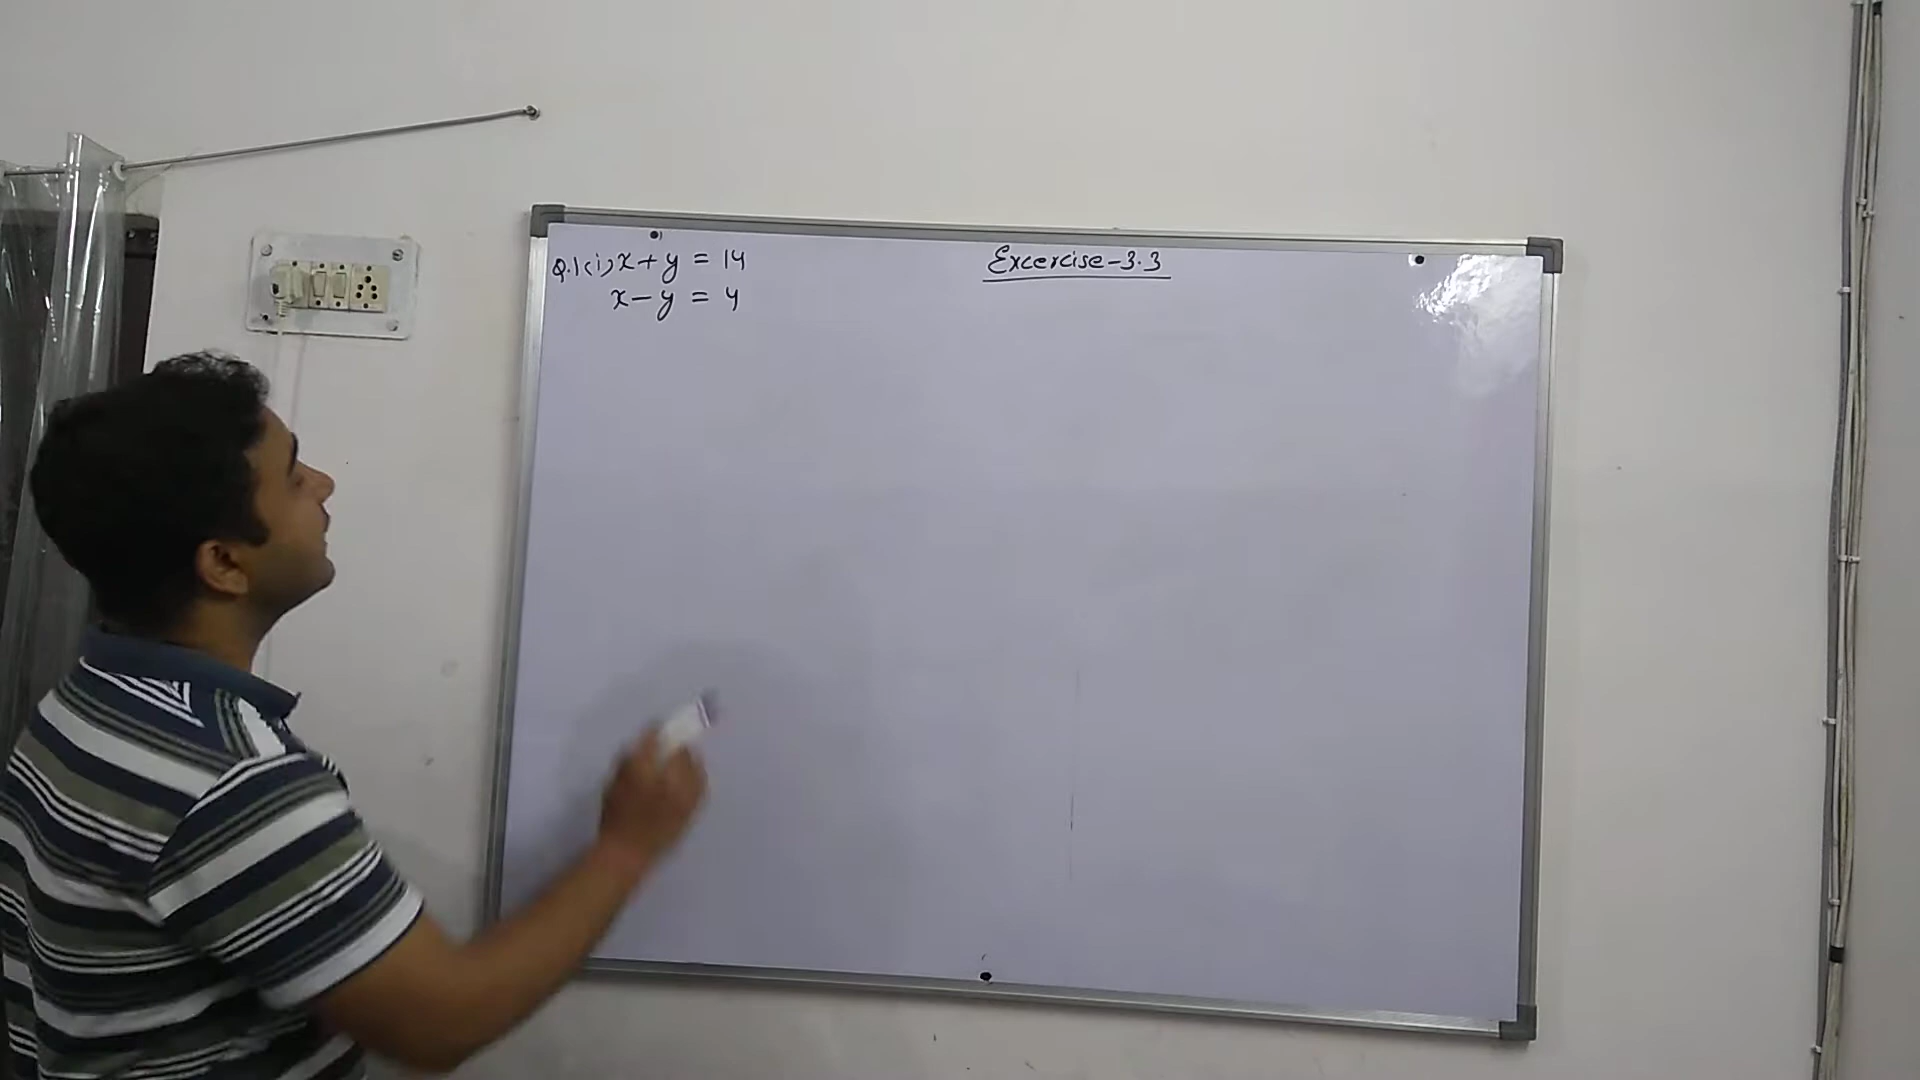 Excercise-3.3
Q.1(i) x + y = 14
x - y = 4